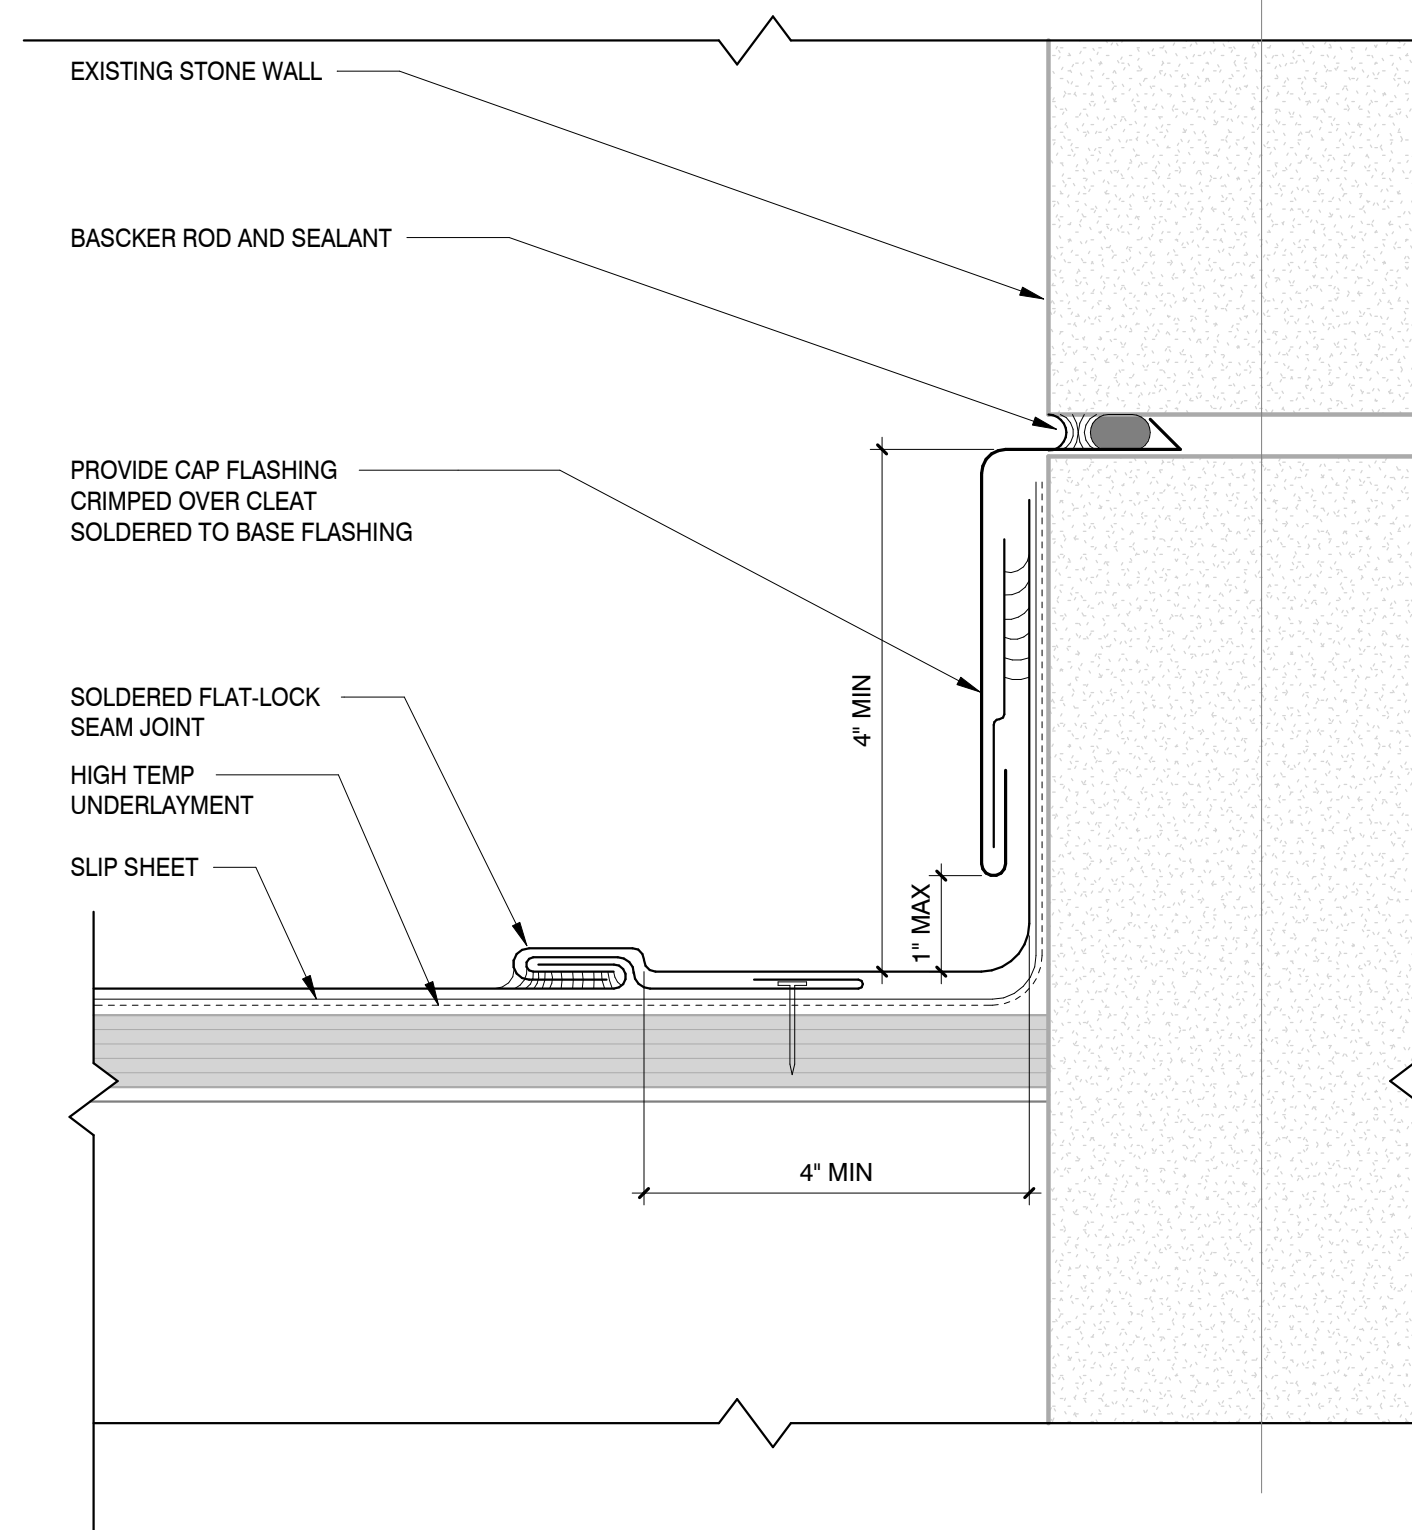 EXISTING STONE WALL
BASCKER ROD AND SEALANT
PROVIDE CAP FLASHING
CRIMPED OVER CLEAT
SOLDERED TO BASE FLASHING
4" MIN
SOLDERED FLAT-LOCK
SEAM JOINT
HIGH TEMP
UNDERLAYMENT
SLIP SHEET
1" MAX
4" MIN